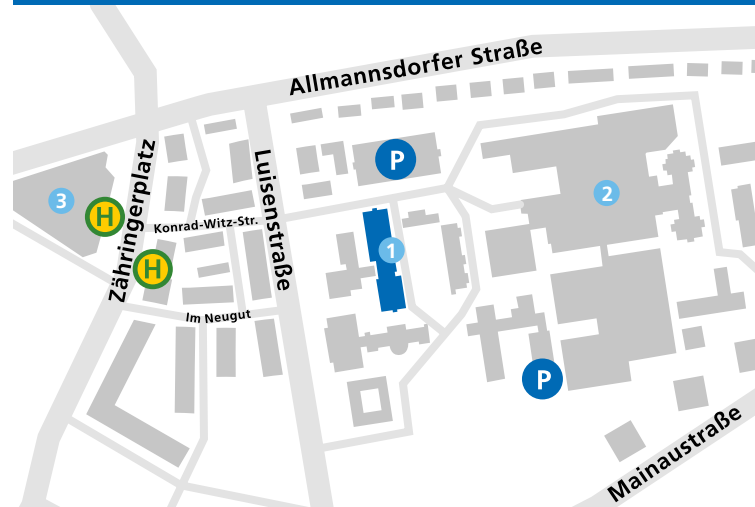 Allmannsdorfer Straße
P
Zähringerplatz
Luisenstraße
3
H
Konrad-Witz-Str.
2
1
H
Im Neugut
P
Mainaustraße